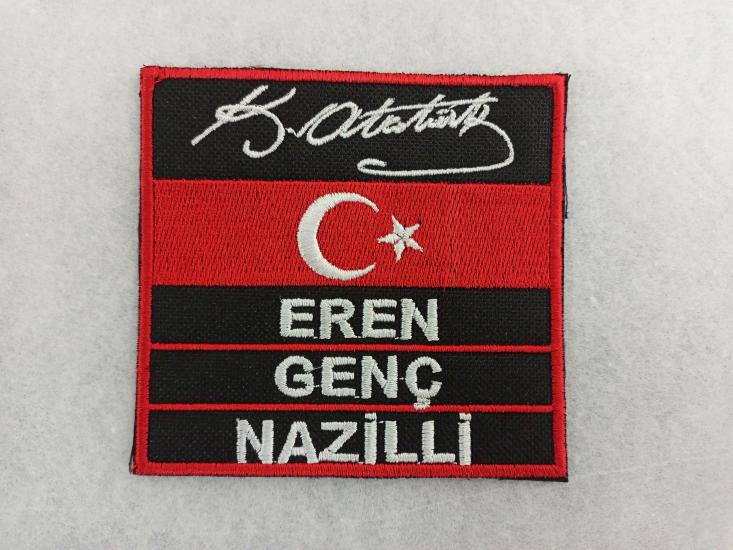 K. Atatürk
EREN
GENÇ
NAZİLLİ